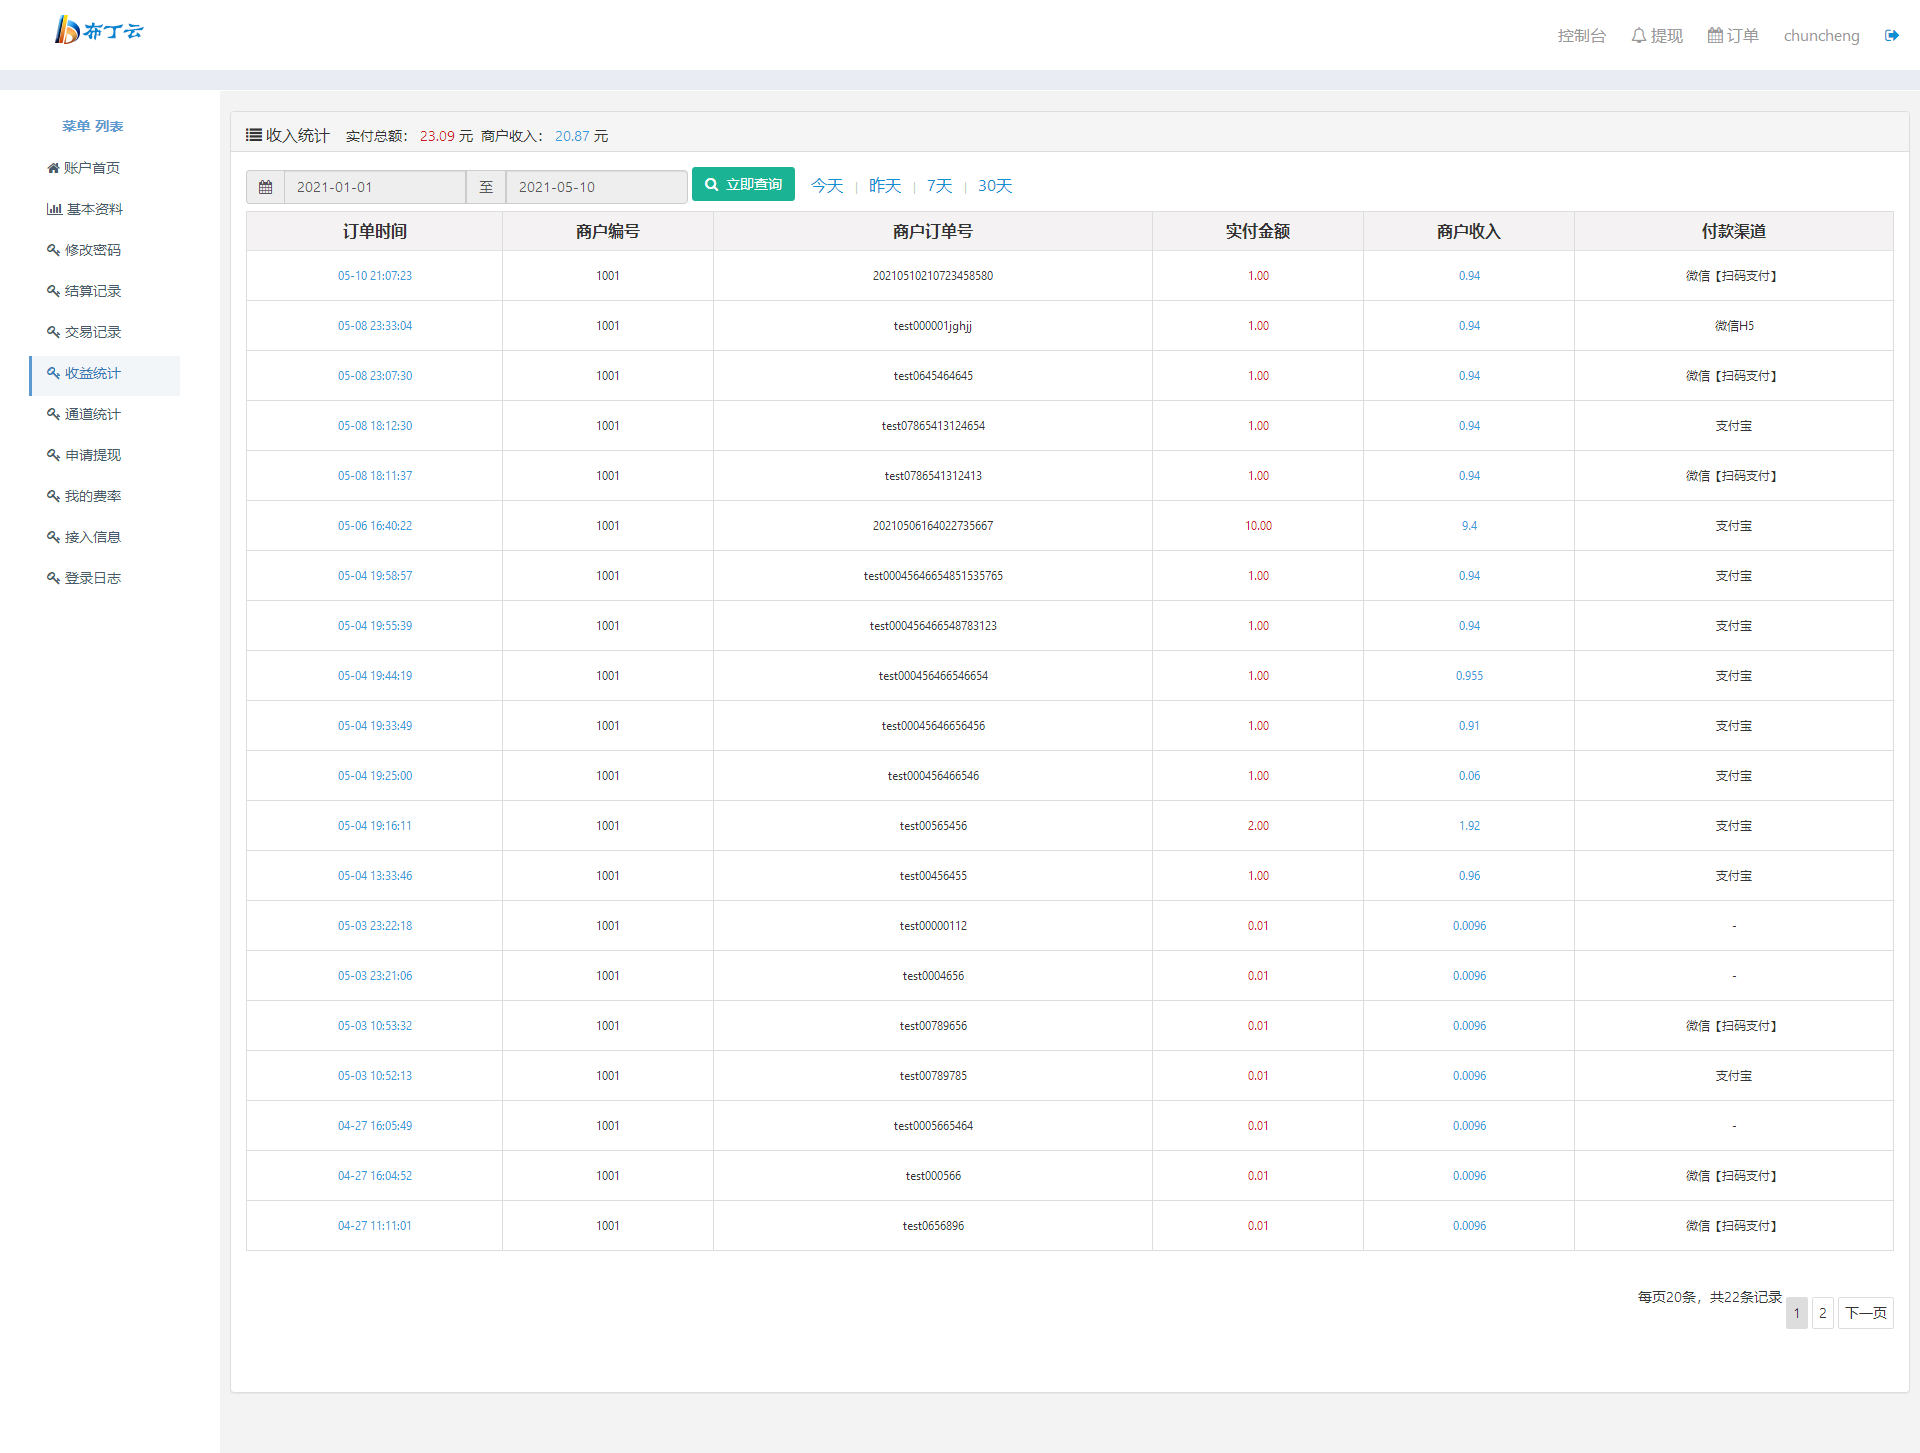 布丁云
控制台 提现 订单 chuncheng
菜单 列表
账户首页
基本资料
修改密码
结算记录
交易记录
收益统计
通道统计
申请提现
我的费率
接入信息
登录日志
收入统计 实付总额： 23.09 元 商户收入： 20.87 元
2021-01-01 至 2021-05-10 立即查询 今天 | 昨天 | 7天 | 30天
订单时间 商户编号 商户订单号 实付金额 商户收入 付款渠道
05-10 21:07:23 1001 20210510210723458580 1.00 0.94 微信【扫码支付】
05-08 23:33:04 1001 test000001jghjj 1.00 0.94 微信H5
05-08 23:07:30 1001 test0645464645 1.00 0.94 微信【扫码支付】
05-08 18:12:30 1001 test07865413124654 1.00 0.94 支付宝
05-08 18:11:37 1001 test0786541312413 1.00 0.94 微信【扫码支付】
05-06 16:40:22 1001 20210506164022735667 10.00 9.4 支付宝
05-04 19:58:57 1001 test00045646654851535765 1.00 0.94 支付宝
05-04 19:55:39 1001 test000456466548783123 1.00 0.94 支付宝
05-04 19:44:19 1001 test000456466546654 1.00 0.955 支付宝
05-04 19:33:49 1001 test00045646656456 1.00 0.91 支付宝
05-04 19:25:00 1001 test000456466546 1.00 0.06 支付宝
05-04 19:16:11 1001 test00565456 2.00 1.92 支付宝
05-04 13:33:46 1001 test00456455 1.00 0.96 支付宝
05-03 23:22:18 1001 test00000112 0.01 0.0096 -
05-03 23:21:06 1001 test0004656 0.01 0.0096 -
05-03 10:53:32 1001 test00789656 0.01 0.0096 微信【扫码支付】
05-03 10:52:13 1001 test00789785 0.01 0.0096 支付宝
04-27 16:05:49 1001 test0005665464 0.01 0.0096 -
04-27 16:04:52 1001 test000566 0.01 0.0096 微信【扫码支付】
04-27 11:11:01 1001 test0656896 0.01 0.0096 微信【扫码支付】
每页20条，共22条记录 1 2 下一页